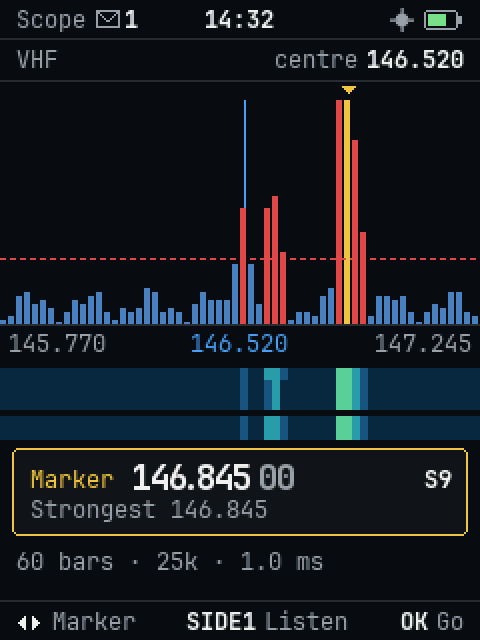 Scope 1 14:32
VHF centre 146.520
145.770 146.520 147.245
Marker 146.845 00 S9
Strongest 146.845
60 bars · 25k · 1.0 ms
Marker SIDE1 Listen OK Go